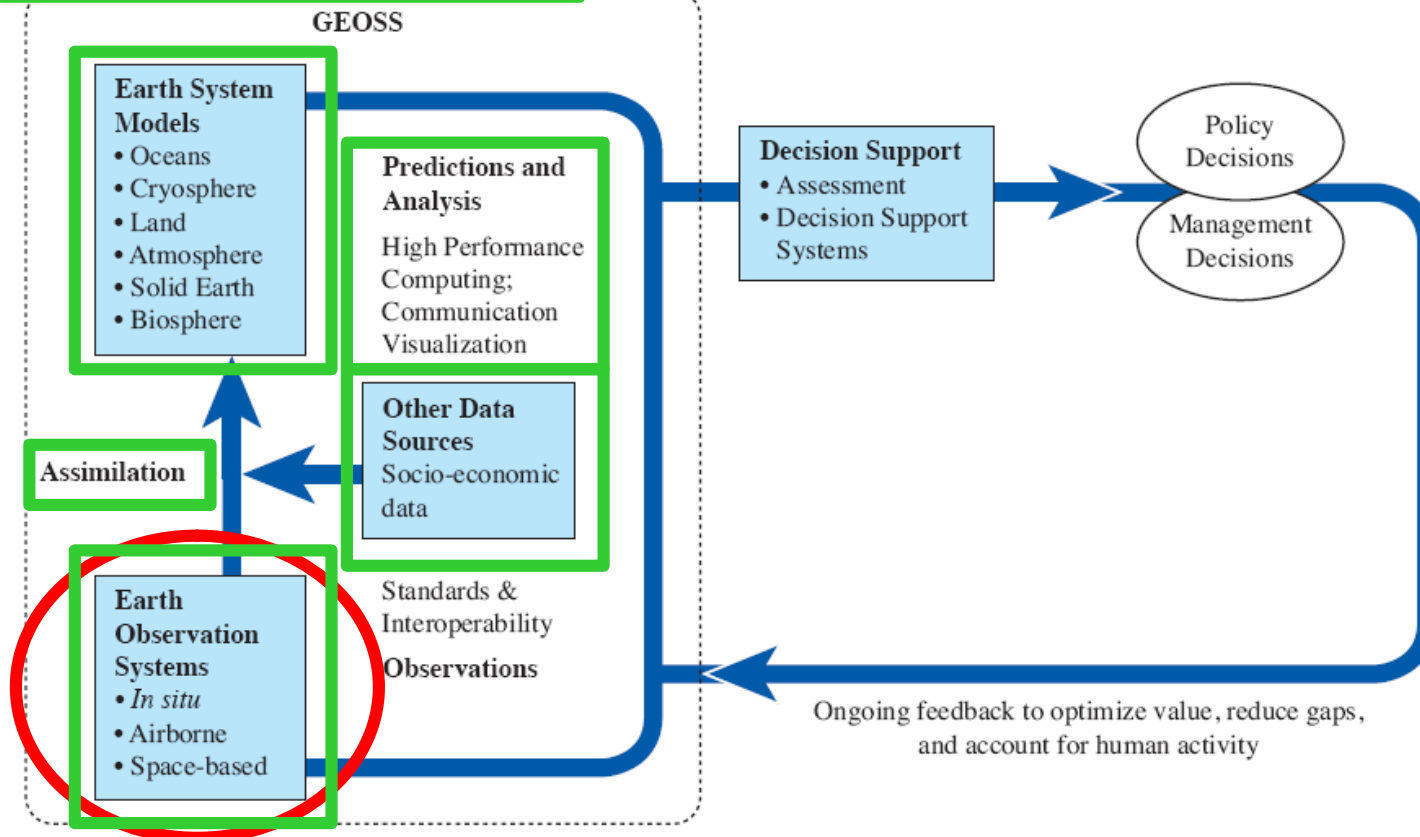 GEOSS
Earth System
Models
• Oceans
• Cryosphere
• Land
• Atmosphere
• Solid Earth
• Biosphere
Predictions and
Analysis
High Performance
Computing;
Communication
Visualization
Other Data
Sources
Socio-economic
data
Assimilation
Earth
Observation
Systems
• In situ
• Airborne
• Space-based
Standards &
Interoperability
Observations
Decision Support
• Assessment
• Decision Support
Systems
Policy
Decisions
Management
Decisions
Ongoing feedback to optimize value, reduce gaps,
and account for human activity